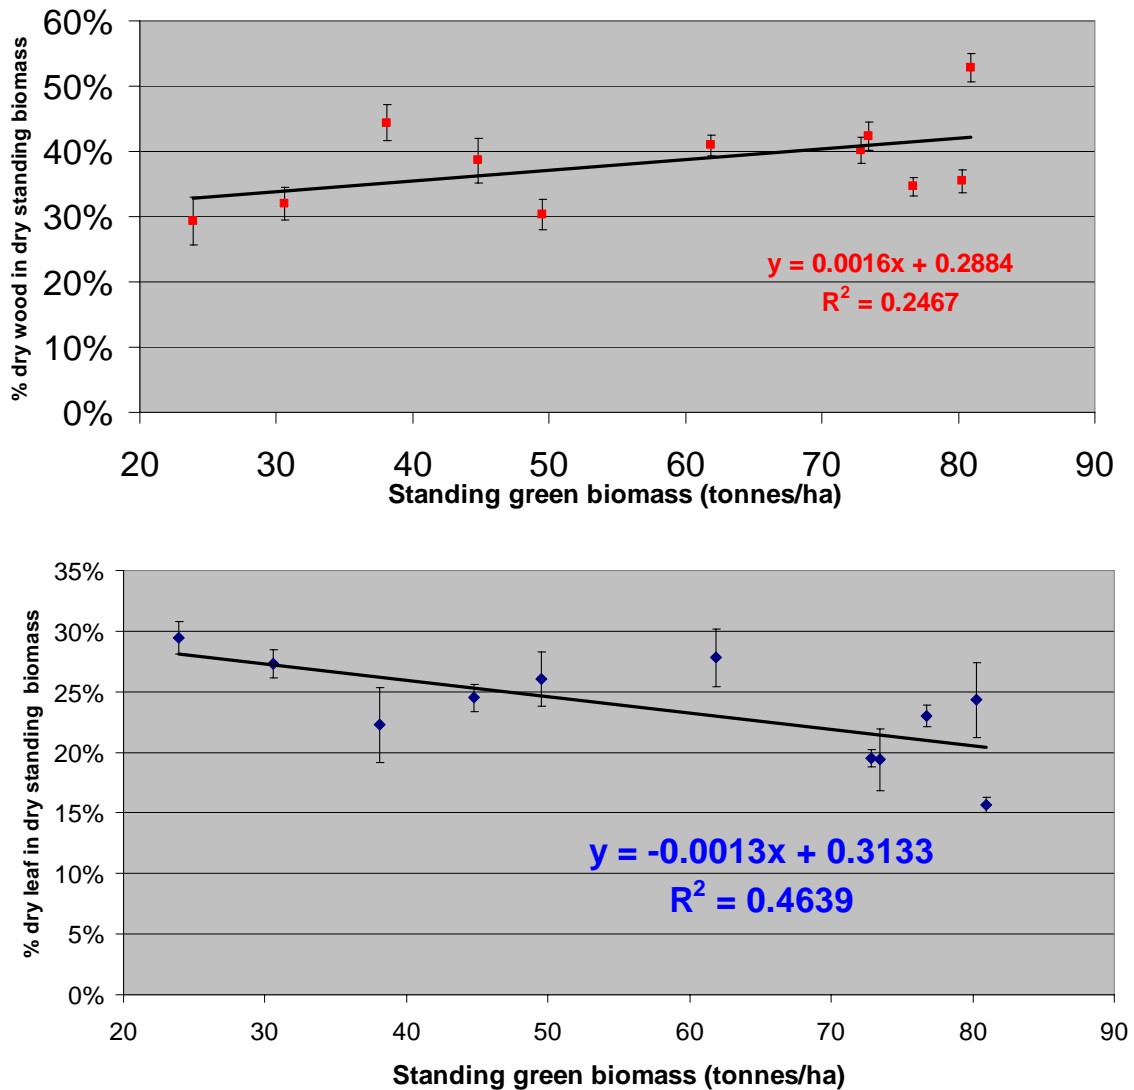 60%
50%
40%
30%
20%
10%
0%
% dry wood in dry standing biomass
y = 0.0016x + 0.2884
R² = 0.2467
20 30 40 50 60 70 80 90
Standing green biomass (tonnes/ha)
35%
30%
25%
20%
15%
10%
5%
0%
% dry leaf in dry standing biomass
y = -0.0013x + 0.3133
R² = 0.4639
20 30 40 50 60 70 80 90
Standing green biomass (tonnes/ha)